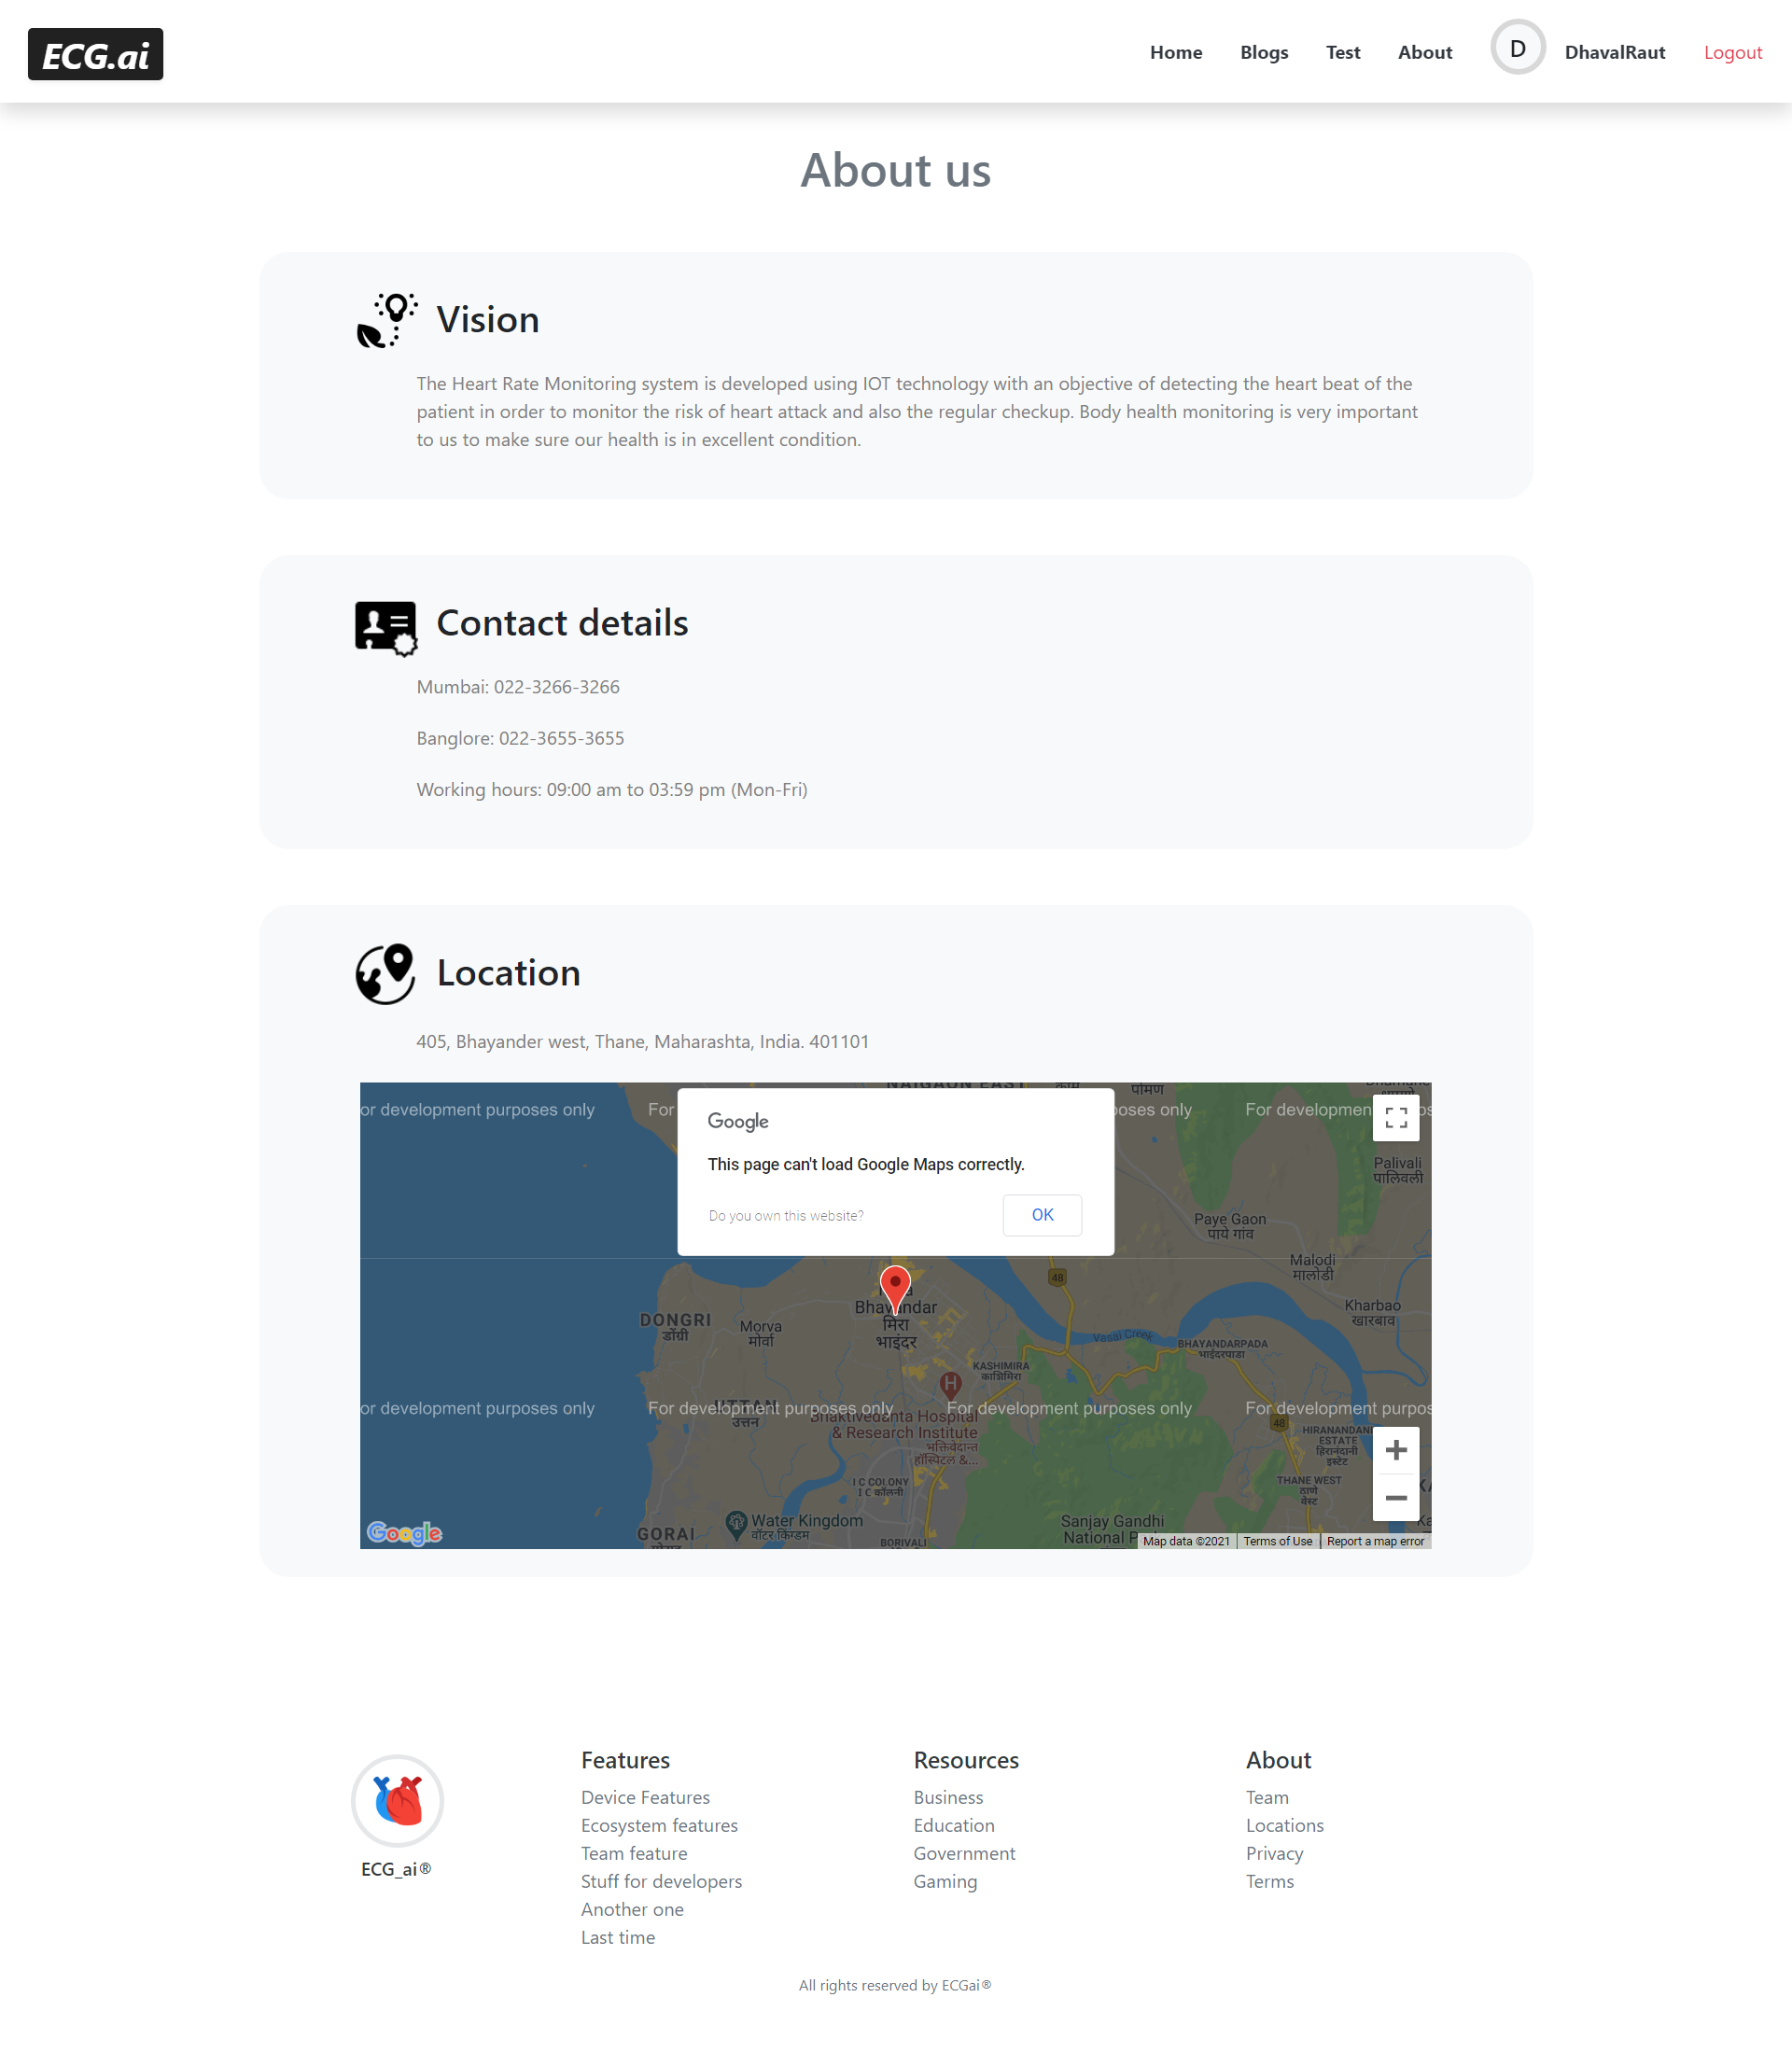 ECG.ai
Home Blogs Test About D DhavalRaut Logout
About us
Vision
The Heart Rate Monitoring system is developed using IOT technology with an objective of detecting the heart beat of the
patient in order to monitor the risk of heart attack and also the regular checkup. Body health monitoring is very important
to us to make sure our health is in excellent condition.
Contact details
Mumbai: 022-3266-3266
Banglore: 022-3655-3655
Working hours: 09:00 am to 03:59 pm (Mon-Fri)
Location
405, Bhayander west, Thane, Maharashta, India. 401101
NAIGAON EAST
पोमण
or development purposes only
For
poses only
For developmen
Google
This page can't load Google Maps correctly.
Do you own this website?
OK
Palivali
पालिवली
Paye Gaon
पाये गांव
Malodi
मालोडी
48
Kharbao
खारबाव
Bhayandar
मिरा
भाइंदर
DONGRI
डोंग्री
Morva
मोर्वा
Vasai Creek
BHAYANDARPADA
भाईंदरपाडा
KASHIMIRA
काशिमिरा
H
UTTAN
उत्तन
or development purposes only
For development purposes only
For development purposes only
For development purpos
Bhaktivedanta Hospital
& Research Institute
भक्तिवेदान्त
हॉस्पिटल &...
48
HIRANANDANI
ESTATE
हिरानंदानी
इस्टेट
I C COLONY
I C कॉलनी
THANE WEST
ठाणे
वेस्ट
Water Kingdom
वॉटर किंगडम
GORAI
BORIVALI
Sanjay Gandhi
National
Google
Map data ©2021 Terms of Use Report a map error
ECG_ai®
Features
Device Features
Ecosystem features
Team feature
Stuff for developers
Another one
Last time
Resources
Business
Education
Government
Gaming
About
Team
Locations
Privacy
Terms
All rights reserved by ECGai®